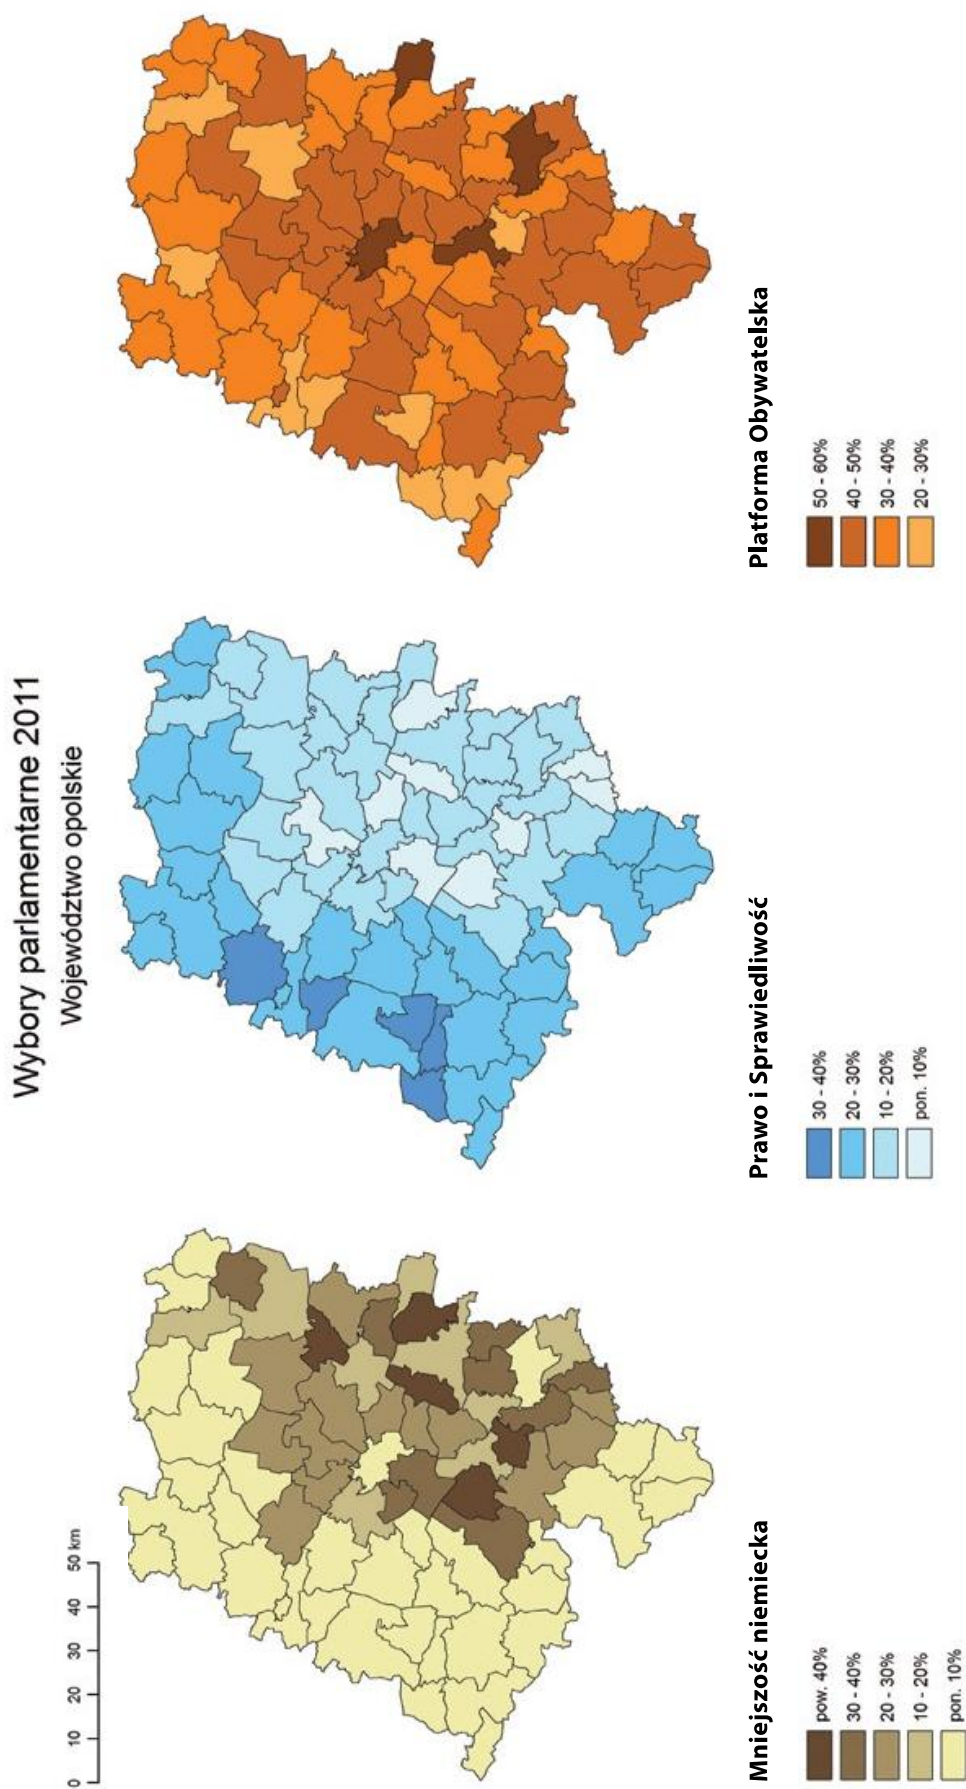 Wybory parlamentarne 2011
Województwo opolskie
0 10 20 30 40 50 km
Mniejszość niemiecka
pow. 40%
30 - 40%
20 - 30%
10 - 20%
pon. 10%
Prawo i Sprawiedliwość
30 - 40%
20 - 30%
10 - 20%
pon. 10%
Platforma Obywatelska
50 - 60%
40 - 50%
30 - 40%
20 - 30%